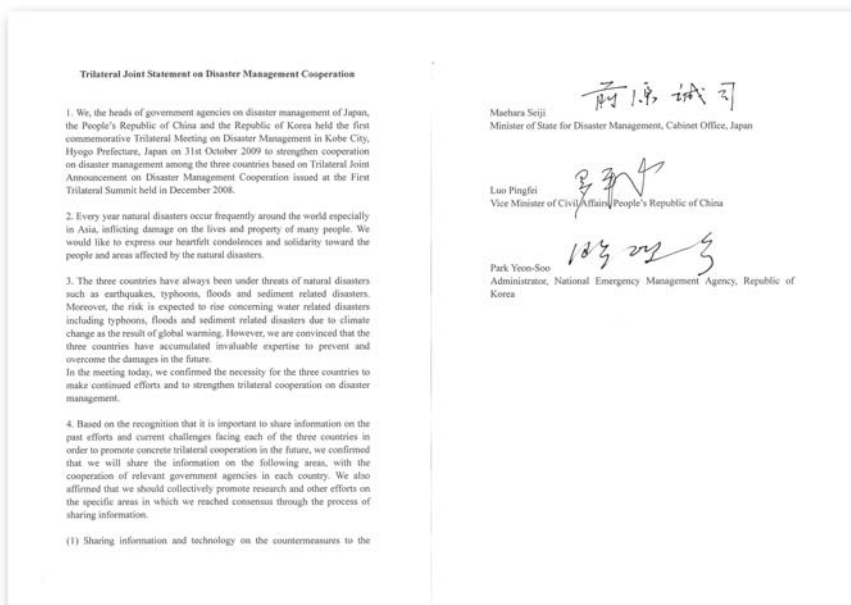 Trilateral Joint Statement on Disaster Management Cooperation
1. We, the heads of government agencies on disaster management of Japan,
the People's Republic of China and the Republic of Korea held the first
commemorative Trilateral Meeting on Disaster Management in Kobe City,
Hyogo Prefecture, Japan on 31st October 2009 to strengthen cooperation
on disaster management among the three countries based on Trilateral Joint
Announcement on Disaster Management Cooperation issued at the First
Trilateral Summit held in December 2008.
2. Every year natural disasters occur frequently around the world especially
in Asia, inflicting damage on the lives and property of many people. We
would like to express our heartfelt condolences and solidarity toward the
people and areas affected by the natural disasters.
3. The three countries have always been under threats of natural disasters
such as earthquakes, typhoons, floods and sediment related disasters.
Moreover, the risk is expected to rise concerning water related disasters
including typhoons, floods and sediment related disasters due to climate
change as the result of global warming. However, we are convinced that the
three countries have accumulated invaluable expertise to prevent and
overcome the damages in the future.
In the meeting today, we confirmed the necessity for the three countries to
make continued efforts and to strengthen trilateral cooperation on disaster
management.
4. Based on the recognition that it is important to share information on the
past efforts and current challenges facing each of the three countries in
order to promote concrete trilateral cooperation in the future, we confirmed
that we will share the information on the following areas, with the
cooperation of relevant government agencies in each country. We also
affirmed that we should collectively promote research and other efforts on
the specific areas in which we reached consensus through the process of
sharing information.
(1) Sharing information and technology on the countermeasures to the
前原誠司
Maehara Seiji
Minister of State for Disaster Management, Cabinet Office, Japan
Luo Pingfei
Vice Minister of Civil Affairs, People's Republic of China
Park Yeon-Soo
Administrator, National Emergency Management Agency, Republic of
Korea